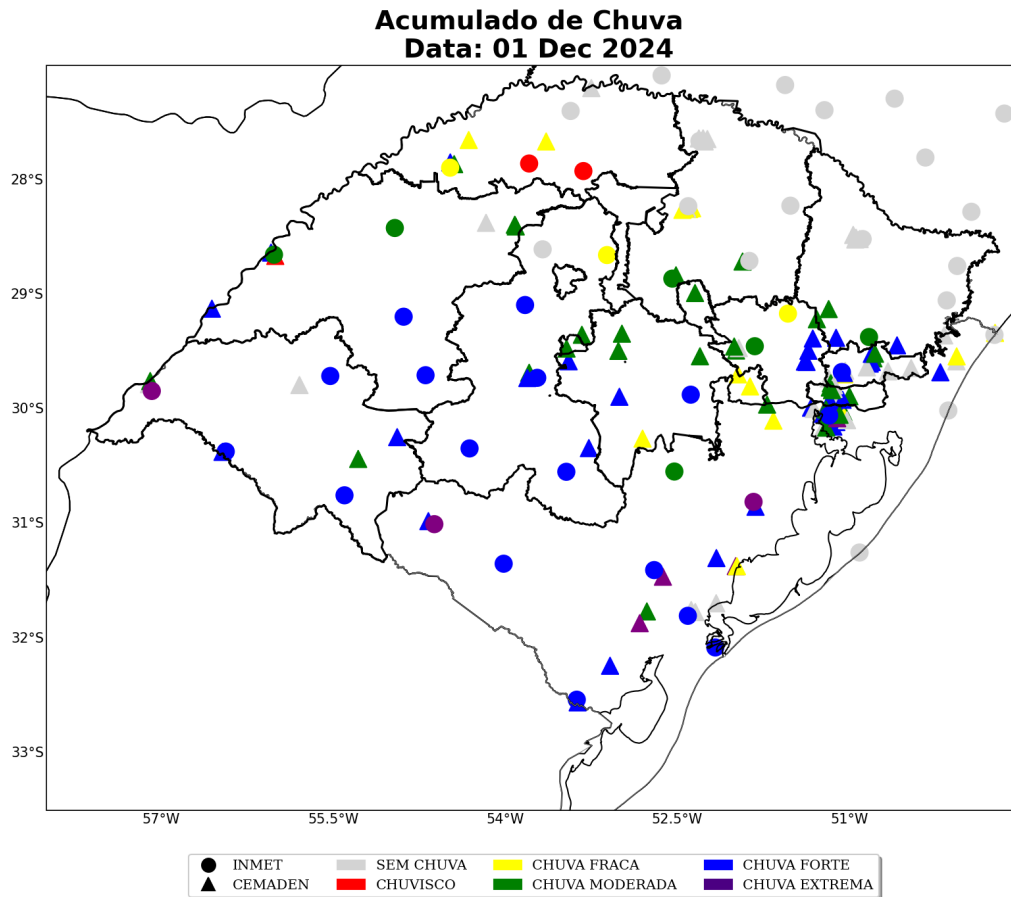 Acumulado de Chuva
Data: 01 Dec 2024
28°S
29°S
30°S
31°S
32°S
33°S
57°W 55.5°W 54°W 52.5°W 51°W
INMET SEM CHUVA CHUVA FRACA CHUVA FORTE
CEMADEN CHUVISCO CHUVA MODERADA CHUVA EXTREMA